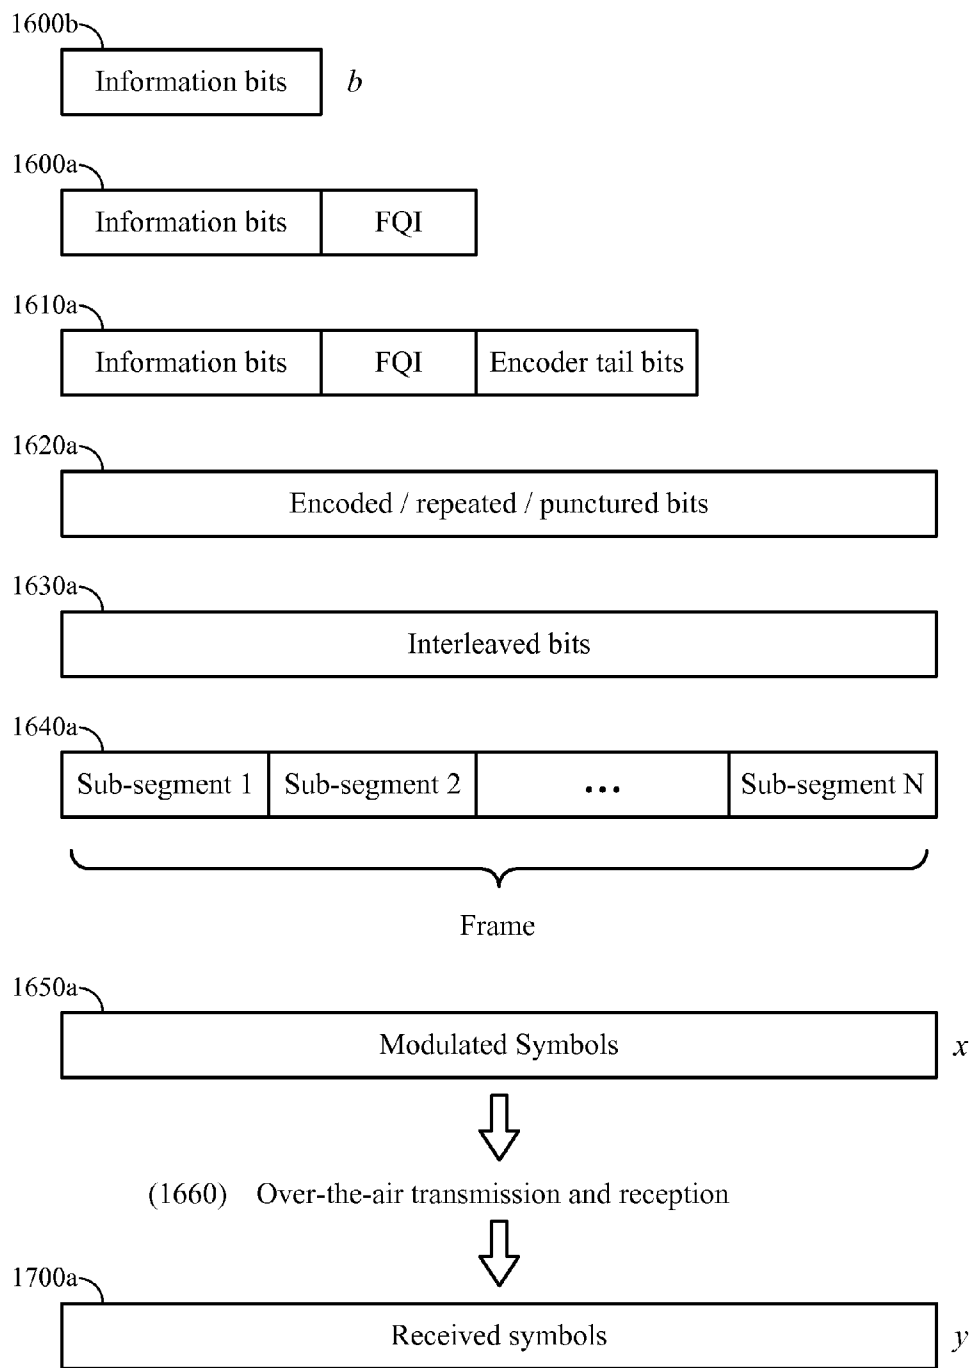 1600b
Information bits b
1600a
Information bits FQI
1610a
Information bits FQI Encoder tail bits
1620a
Encoded / repeated / punctured bits
1630a
Interleaved bits
1640a
Sub-segment 1 Sub-segment 2 ... Sub-segment N
Frame
1650a
Modulated Symbols x
(1660) Over-the-air transmission and reception
1700a
Received symbols y